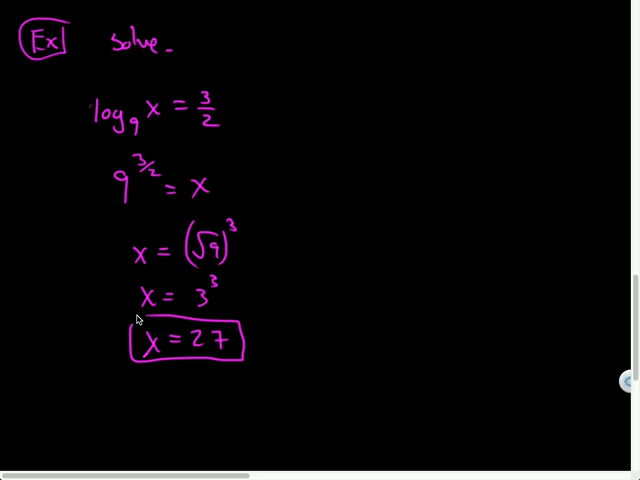 Ex Solve.
log₉ x = 3/2
9^(3/2) = x
x = (√9)³
x = 3³
x = 27